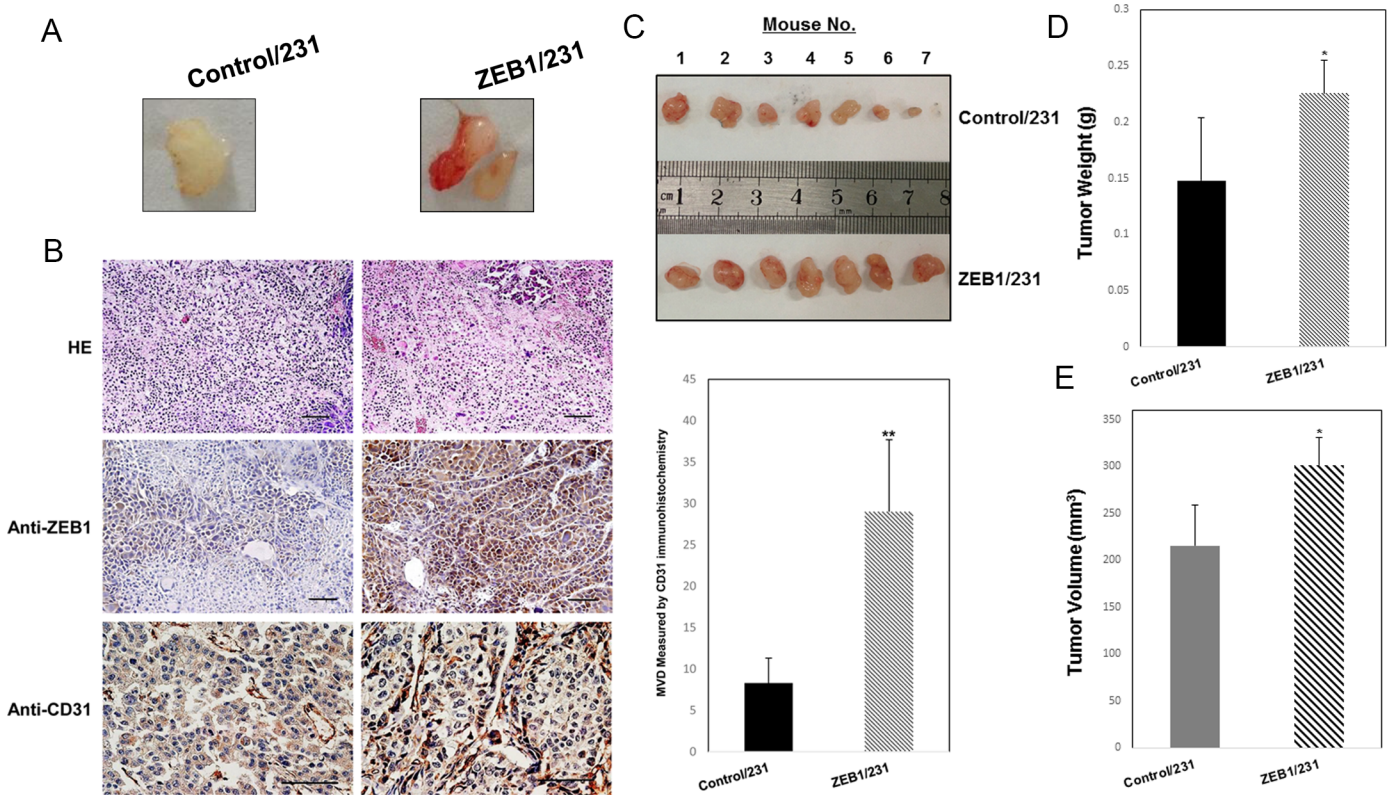 A
Control/231
ZEB1/231
B
HE
Anti-ZEB1
Anti-CD31
C
Mouse No.
1 2 3 4 5 6 7
Control/231
cm 1 2 3 4 5 6 7 8
mm
ZEB1/231
45
40
35
30
25
20
15
10
5
0
MVD Measured by CD31 immunohistochemistry
**
Control/231
ZEB1/231
D
0.3
0.25
0.2
0.15
0.1
0.05
0
Tumor Weight (g)
*
Control/231
ZEB1/231
E
350
300
250
200
150
100
50
0
Tumor Volume (mm³)
*
Control/231
ZEB1/231